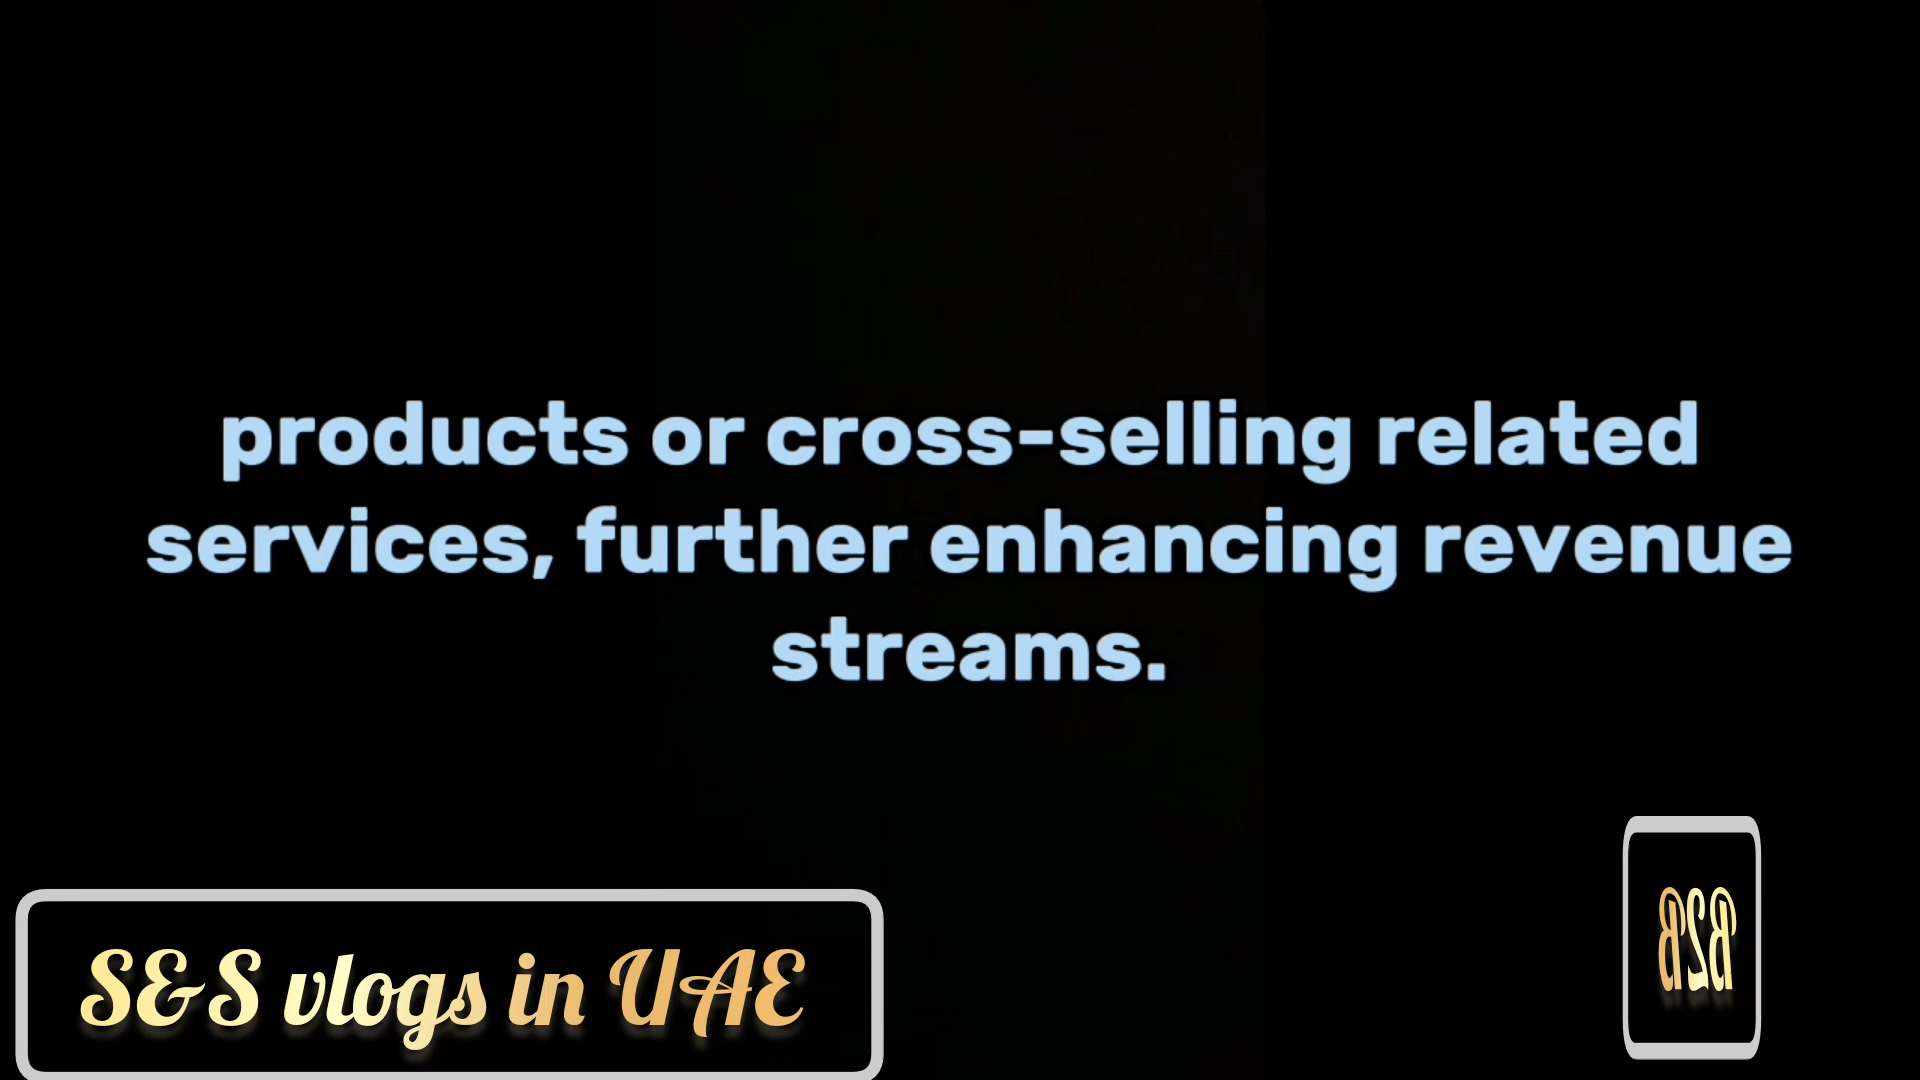 products or cross-selling related
services, further enhancing revenue
streams.
S&S vlogs in UAE
B2B